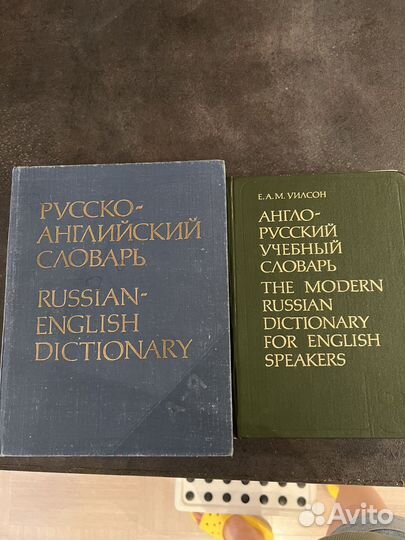 РУССКО-
АНГЛИЙСКИЙ
СЛОВАРЬ
RUSSIAN-
ENGLISH
DICTIONARY
А-Я
Е.А.М. УИЛСОН
АНГЛО-
РУССКИЙ
УЧЕБНЫЙ
СЛОВАРЬ
THE MODERN
RUSSIAN
DICTIONARY
FOR ENGLISH
SPEAKERS
Avito